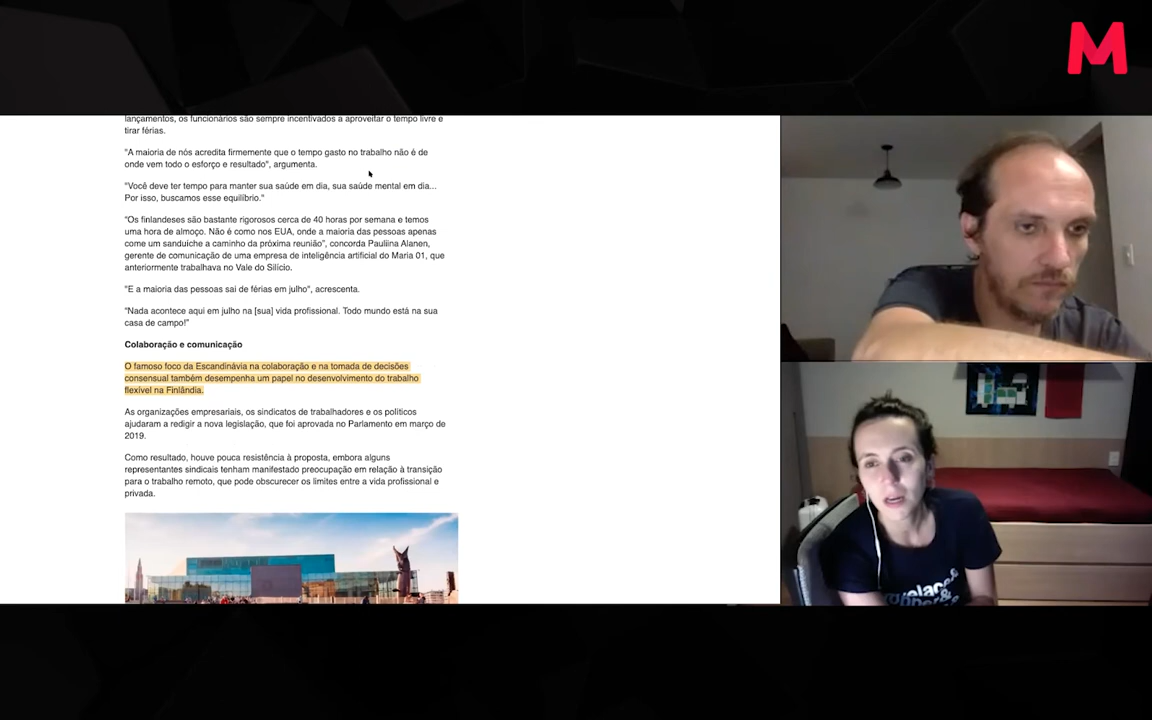 M
lançamentos, os funcionários são sempre incentivados a aproveitar o tempo livre e
tirar férias.
"A maioria de nós acredita firmemente que o tempo gasto no trabalho não é de
onde vem todo o esforço e resultado", argumenta.
"Você deve ter tempo para manter sua saúde em dia, sua saúde mental em dia...
Por isso, buscamos esse equilíbrio."
"Os finlandeses são bastante rigorosos cerca de 40 horas por semana e temos
uma hora de almoço. Não é como nos EUA, onde a maioria das pessoas apenas
come um sanduíche a caminho da próxima reunião", concorda Pauliina Alanen,
gerente de comunicação de uma empresa de inteligência artificial do Maria 01, que
anteriormente trabalhava no Vale do Silício.
"E a maioria das pessoas sai de férias em julho", acrescenta.
"Nada acontece aqui em julho na [sua] vida profissional. Todo mundo está na sua
casa de campo!"
Colaboração e comunicação
O famoso foco da Escandinávia na colaboração e na tomada de decisões
consensual também desempenha um papel no desenvolvimento do trabalho
flexível na Finlândia.
As organizações empresariais, os sindicatos de trabalhadores e os políticos
ajudaram a redigir a nova legislação, que foi aprovada no Parlamento em março de
2019.
Como resultado, houve pouca resistência à proposta, embora alguns
representantes sindicais tenham manifestado preocupação em relação à transição
para o trabalho remoto, que pode obscurecer os limites entre a vida profissional e
privada.